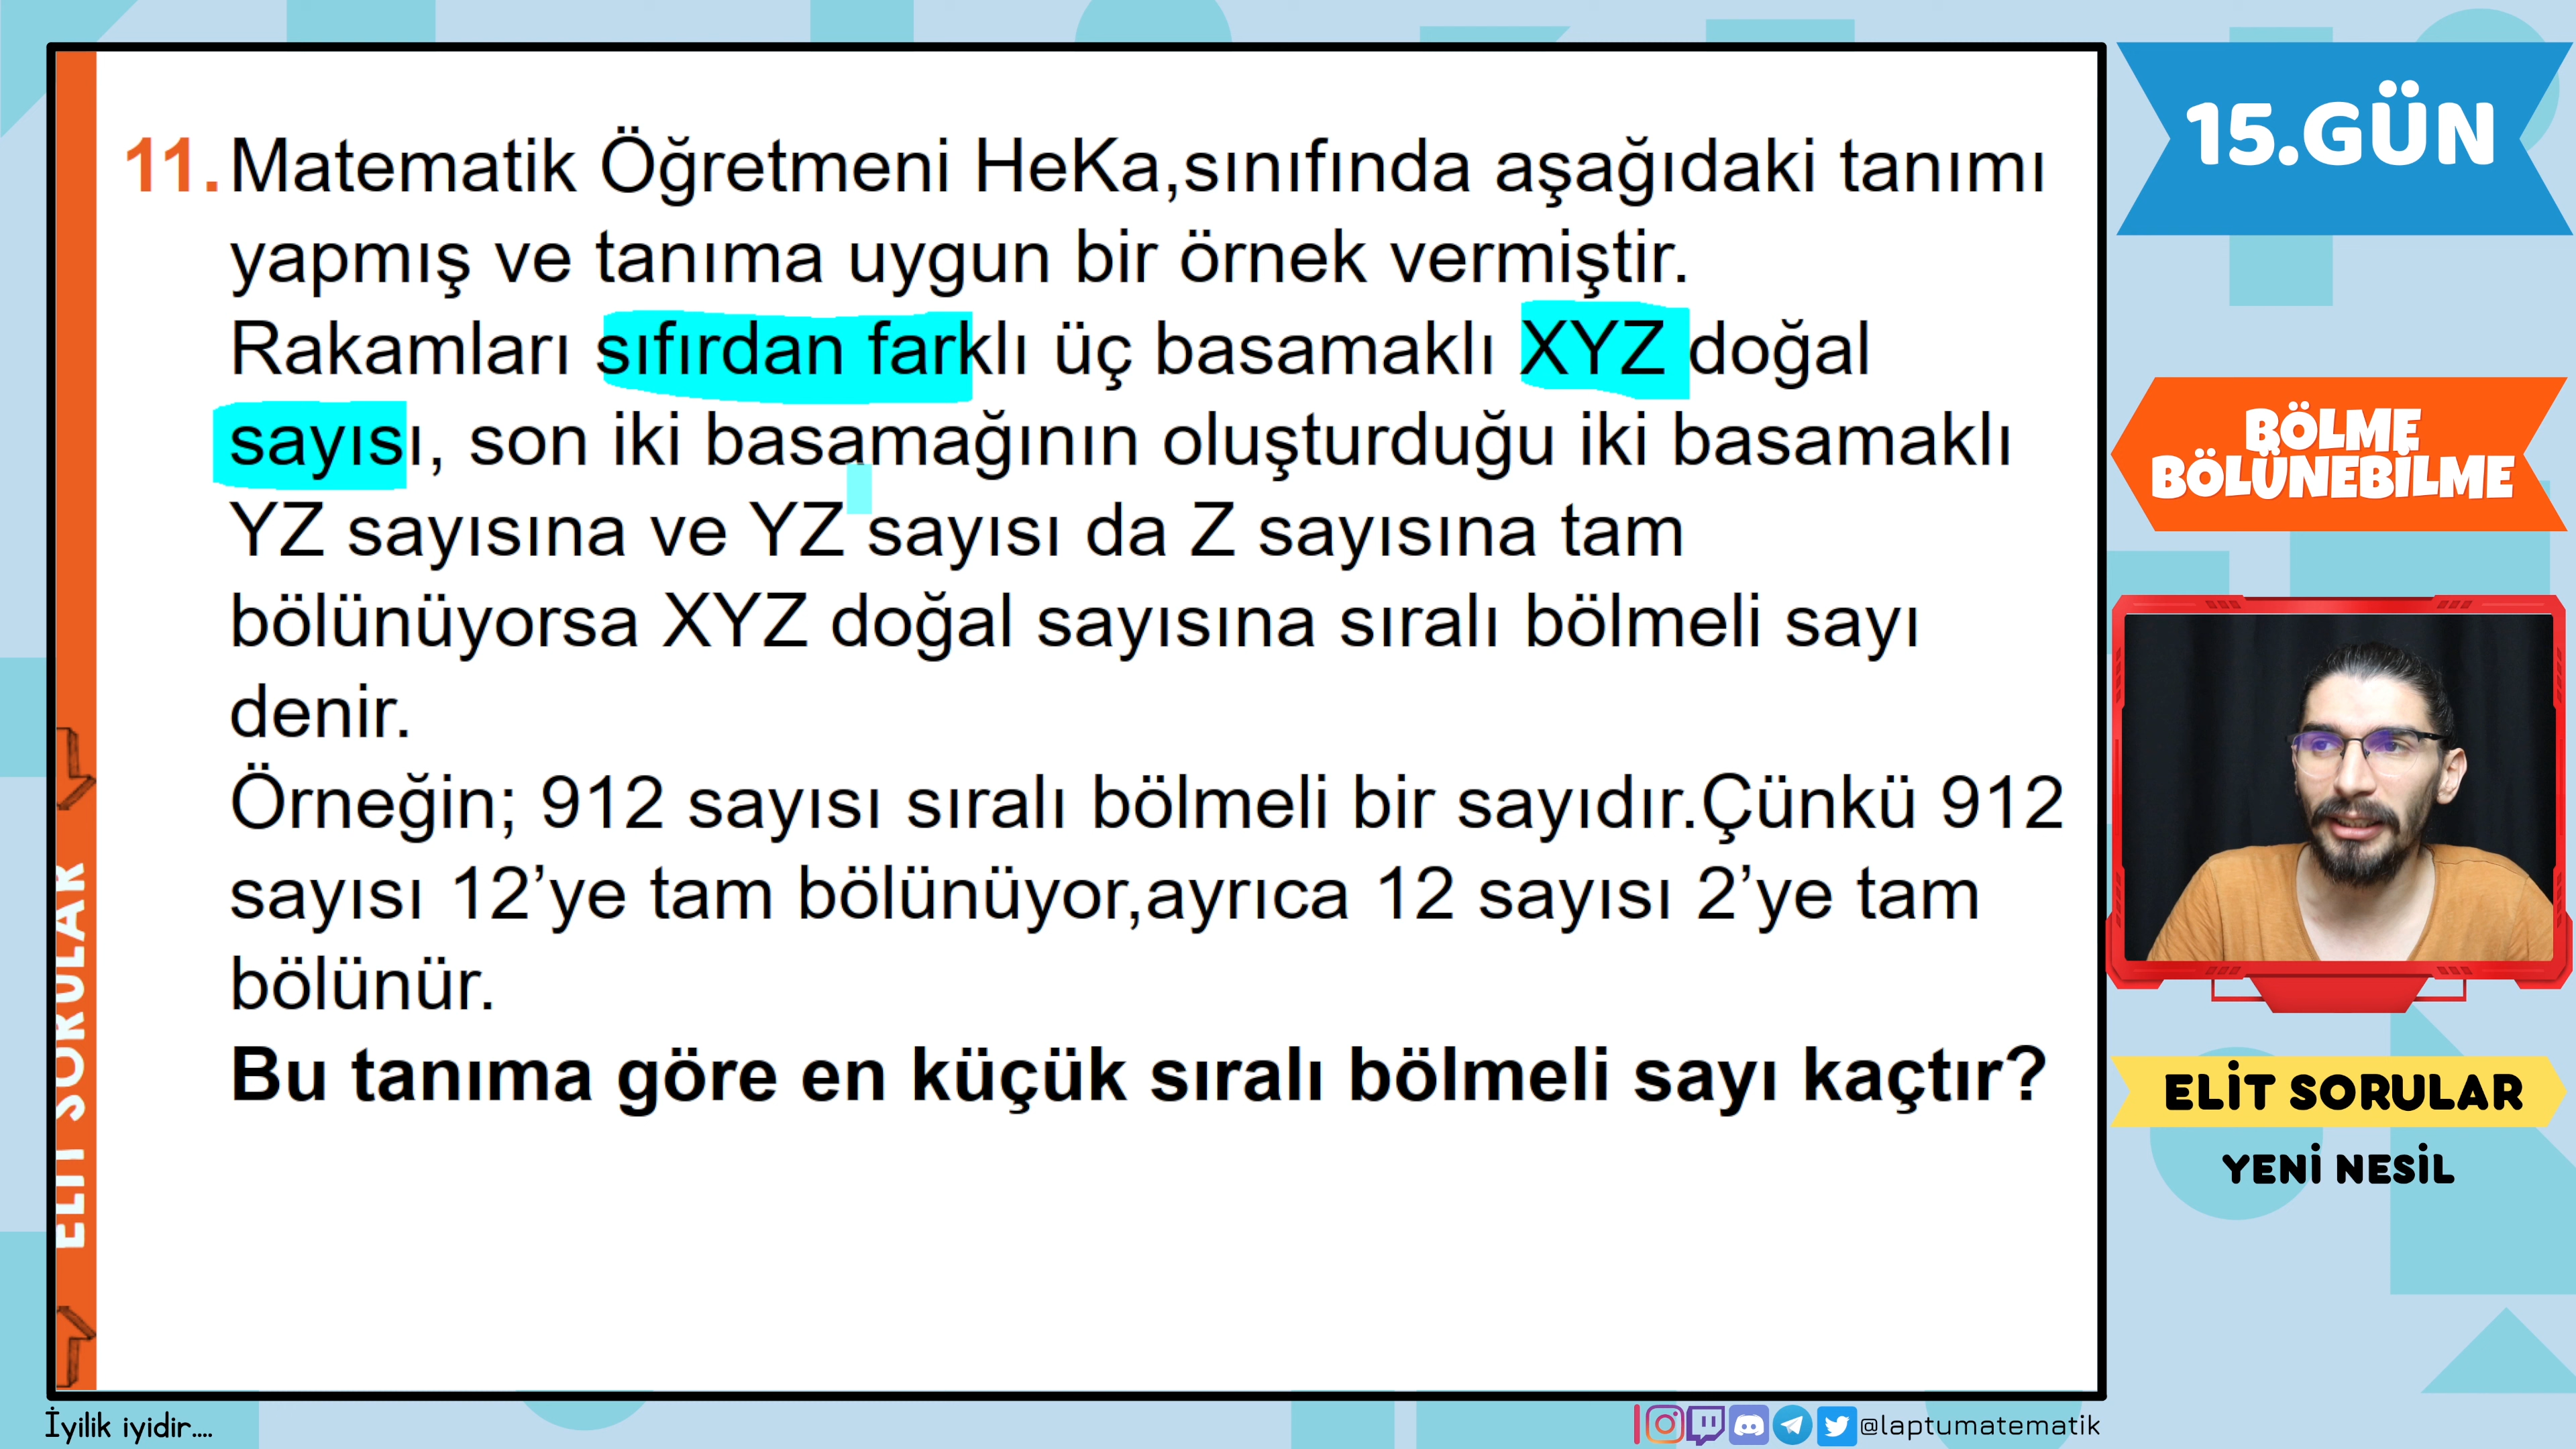 15.GÜN
11. Matematik Öğretmeni HeKa,sınıfında aşağıdaki tanımı
yapmış ve tanıma uygun bir örnek vermiştir.
Rakamları sıfırdan farklı üç basamaklı XYZ doğal
sayısı, son iki basamağının oluşturduğu iki basamaklı
YZ sayısına ve YZ sayısı da Z sayısına tam
bölünüyorsa XYZ doğal sayısına sıralı bölmeli sayı
denir.
Örneğin; 912 sayısı sıralı bölmeli bir sayıdır.Çünkü 912
sayısı 12’ye tam bölünüyor,ayrıca 12 sayısı 2’ye tam
bölünür.
Bu tanıma göre en küçük sıralı bölmeli sayı kaçtır?
ELİT SORULAR
BÖLME
BÖLÜNEBİLME
ELİT SORULAR
YENİ NESİL
İyilik iyidir....
@laptumatematik